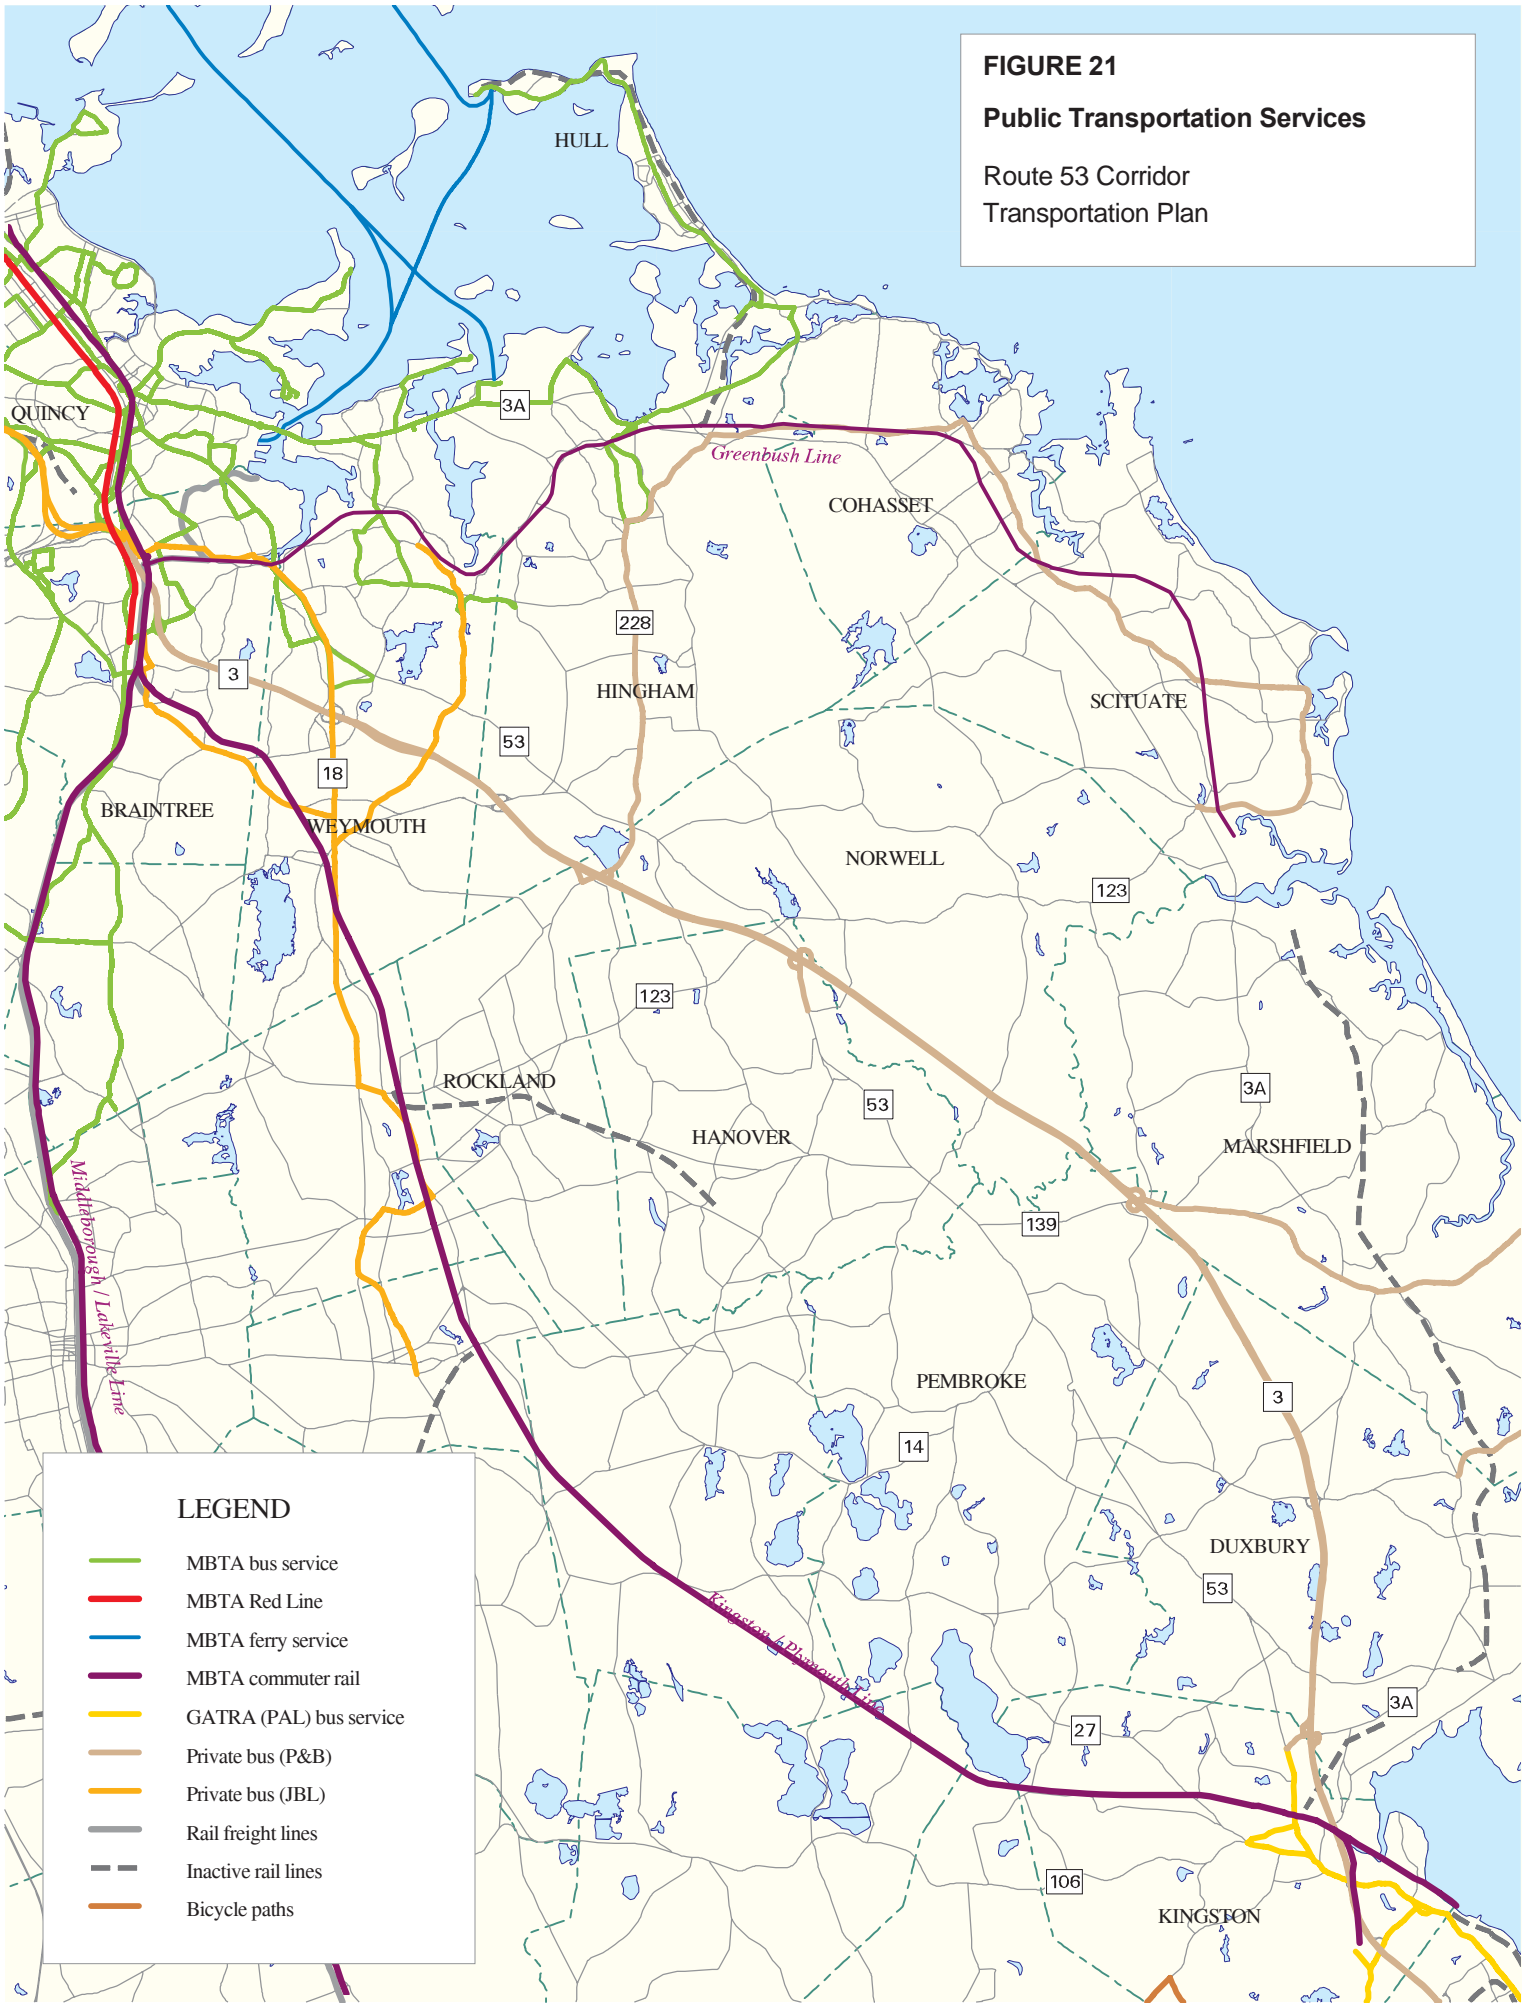 FIGURE 21
Public Transportation Services
Route 53 Corridor
Transportation Plan
HULL
QUINCY
3A
Greenbush Line
COHASSET
228
3
HINGHAM
SCITUATE
53
18
BRAINTREE
WEYMOUTH
NORWELL
123
123
ROCKLAND
3A
53
HANOVER
MARSHFIELD
139
Middleborough / Lakeville Line
PEMBROKE
3
14
DUXBURY
53
Kingston / Plymouth Line
3A
27
106
KINGSTON
LEGEND
MBTA bus service
MBTA Red Line
MBTA ferry service
MBTA commuter rail
GATRA (PAL) bus service
Private bus (P&B)
Private bus (JBL)
Rail freight lines
Inactive rail lines
Bicycle paths